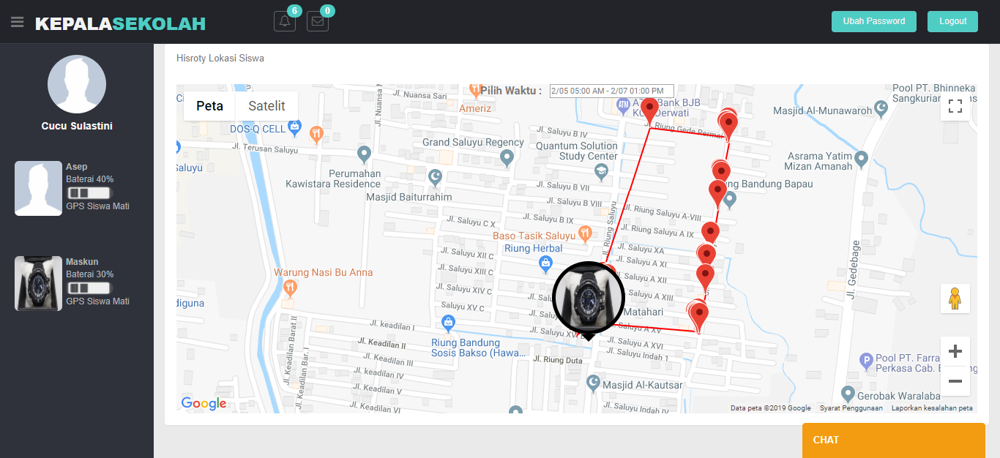 KEPALASEKOLAH
6
0
Ubah Password
Logout
Cucu Sulastini
Asep
Baterai 40%
GPS Siswa Mati
Maskun
Baterai 30%
GPS Siswa Mati
Hisroty Lokasi Siswa
Pilih Waktu :
2/05 05:00 AM - 2/07 01:00 PM
Peta
Satelit
Jl. Nuansa Sari
Ameriz
DOS-Q CELL
Jl. Terusan Saluyu
Saluyu
Grand Saluyu Regency
Perumahan
Kawistara Residence
Masjid Baiturrahim
Jl. Saluyu B IV
Quantum Solution
Study Center
Jl. Saluyu B VII
Jl. Saluyu B VIII
Jl. Saluyu B IX
Jl. Saluyu C X
Baso Tasik Saluyu
Riung Herbal
Jl. Saluyu XII C
Jl. Saluyu XIII C
Jl. Saluyu XIV C
Saluyu XV C
Warung Nasi Bu Anna
diguna
Jl. keadilan I
Jl. Keadilan II
Jl. Keadilan III
Jl. Keadilan IV
Jl. Keadilan V
Jl. Keadilan VI
Jl. Keadilan Barat II
Jl. Keadilan Bar. I
Riung Bandung
Sosis Bakso (Hawa...
Jl. Riung Duta
Masjid Al-Kautsar
Jl. Saluyu Indah IV
Jl. Saluyu Indah 1
Jl. Saluyu A XVI
Jl. Saluyu A XV
Matahari
Jl. Saluyu A XIII
Jl. Saluyu A XII
Jl. Saluyu A XI
Jl. Saluyu XA
Jl. Riung Saluyu A IX
Jl. Riung Saluyu A-VIII
Jl. Riung Saluyu
Jl. Riung Gede Permai
ATM
Bank BJB
Derwati
ng Bandung Bapau
Pool PT. Bhinneka
Sangkurian
Masjid Al-Munawaroh
Asrama Yatim
Mizan Amanah
Jl. Gedebage
P
Pool PT. Farra
Perkasa Cab.
Gerobak Waralaba
Google
Data peta ©2019 Google
Syarat Penggunaan
Laporkan kesalahan peta
CHAT